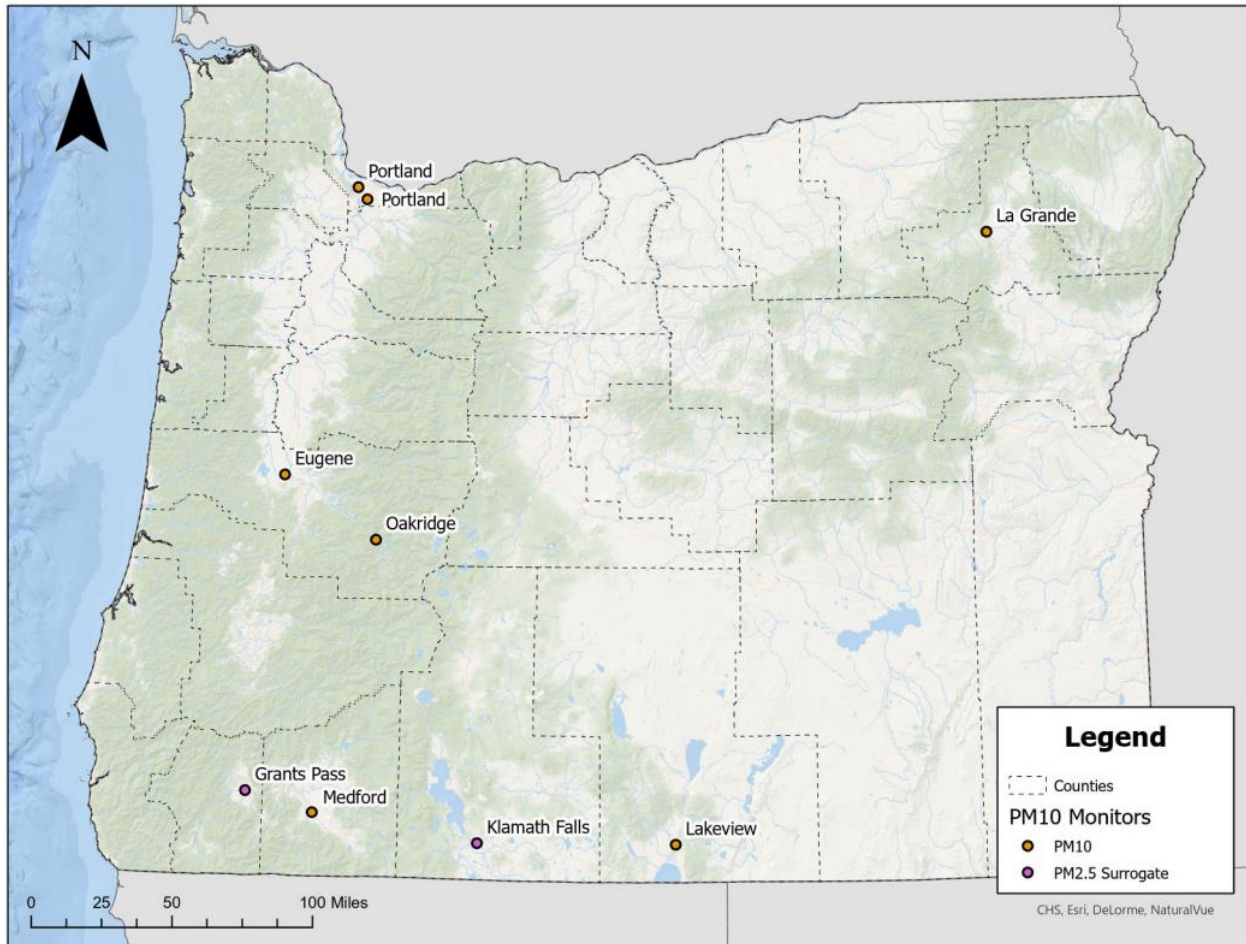 N
Portland
Portland
La Grande
Eugene
Oakridge
Grants Pass
Medford
Klamath Falls
Lakeview
Legend
Counties
PM10 Monitors
PM10
PM2.5 Surrogate
0 25 50 100 Miles
CHS, Esri, DeLorme, NaturalVue